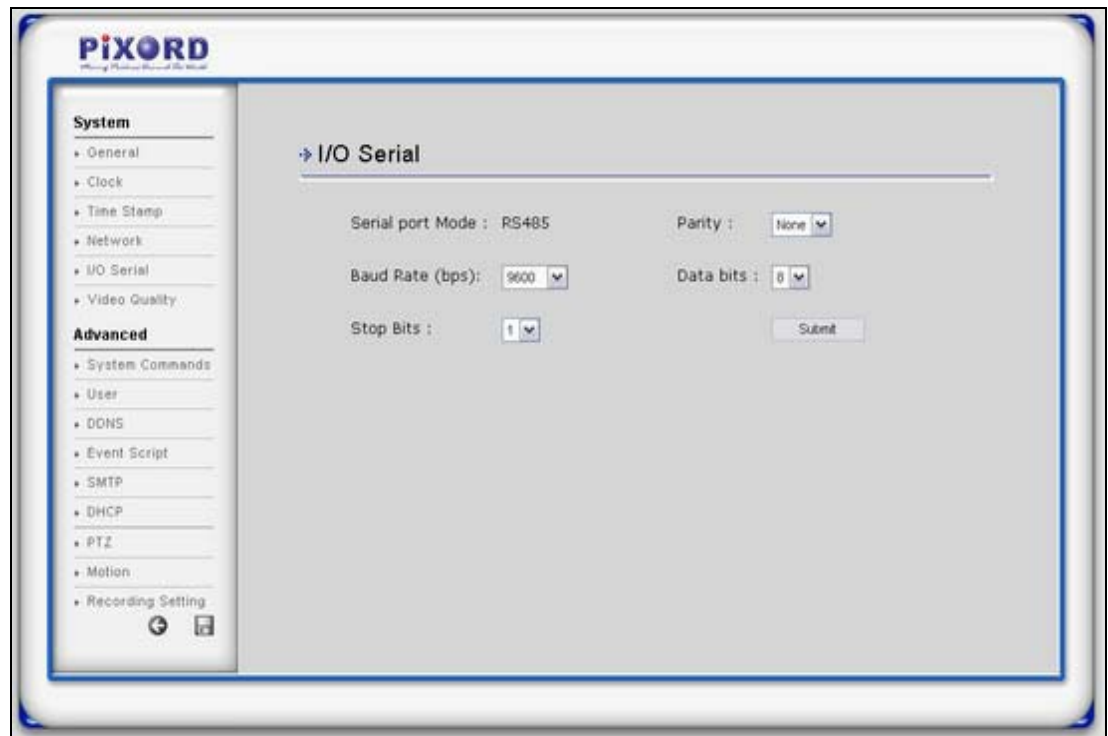 PiXORD
System
General
Clock
Time Stamp
Network
I/O Serial
Video Quality
Advanced
System Commands
User
DDNS
Event Script
SMTP
DHCP
PTZ
Motion
Recording Setting
I/O Serial
Serial port Mode : RS485 Parity : None
Baud Rate (bps): 9600 Data bits : 8
Stop Bits : 1 Submit